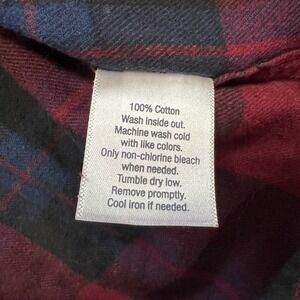 100% Cotton
Wash inside out.
Machine wash cold
with like colors.
Only non-chlorine bleach
when needed.
Tumble dry low.
Remove promptly.
Cool iron if needed.